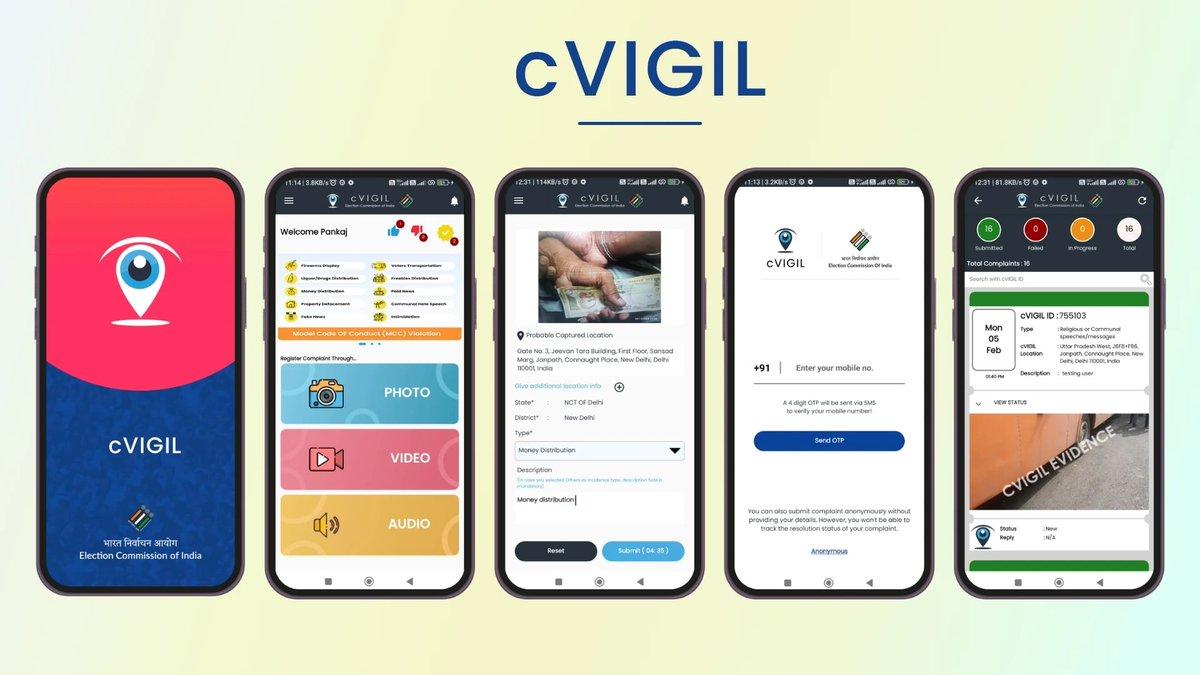 cVIGIL
cVIGIL
भारत निर्वाचन आयोग
Election Commission of India
11:14 | 3.8KB/s
cVIGIL
Election Commission of India
Welcome Pankaj
1
0
2
Firearms Display
Voters Transportation
Liquor/Drugs Distribution
Freebies Distribution
Money Distribution
Paid News
Property Defacement
Communal Hate Speech
Fake News
Intimidation
Model Code OF Conduct (MCC) Violation
Register Complaint Through...
PHOTO
VIDEO
AUDIO
12:31 | 114KB/s
cVIGIL
Election Commission of India
Probable Captured Location
Gate No. 3, Jeevan Tara Building, First Floor, Sansad
Marg, Janpath, Connaught Place, New Delhi, Delhi
110001, India
Give additional location info
State* : NCT OF Delhi
District* : New Delhi
Type*
Money Distribution
Description
(In case you selected Others as incidence type, description field is
mandatory)
Money distribution
Reset
Submit ( 04: 35 )
11:13 | 3.2KB/s
cVIGIL
भारत निर्वाचन आयोग
Election Commission Of India
+91
Enter your mobile no.
A 4 digit OTP will be sent via SMS
to verify your mobile number!
Send OTP
You can also submit complaint anonymously without
providing your details. However, you won't be able to
track the resolution status of your complaint.
Anonymous
12:31 | 81.8KB/s
cVIGIL
Election Commission of India
16 0 0 16
Submitted Failed In Progress Total
Total Complaints : 16
Search with cVIGIL ID
Mon
05
Feb
01:40 PM
cVIGIL ID : 755103
Type : Religious or Communal
speeches/messages
cVIGIL
Location : Uttar Pradesh West, J6F8+FR6,
Janpath, Connaught Place, New
Delhi, Delhi 110001, India
Description : testing user
VIEW STATUS
CVIGIL EVIDENCE
Status : New
Reply : N/A